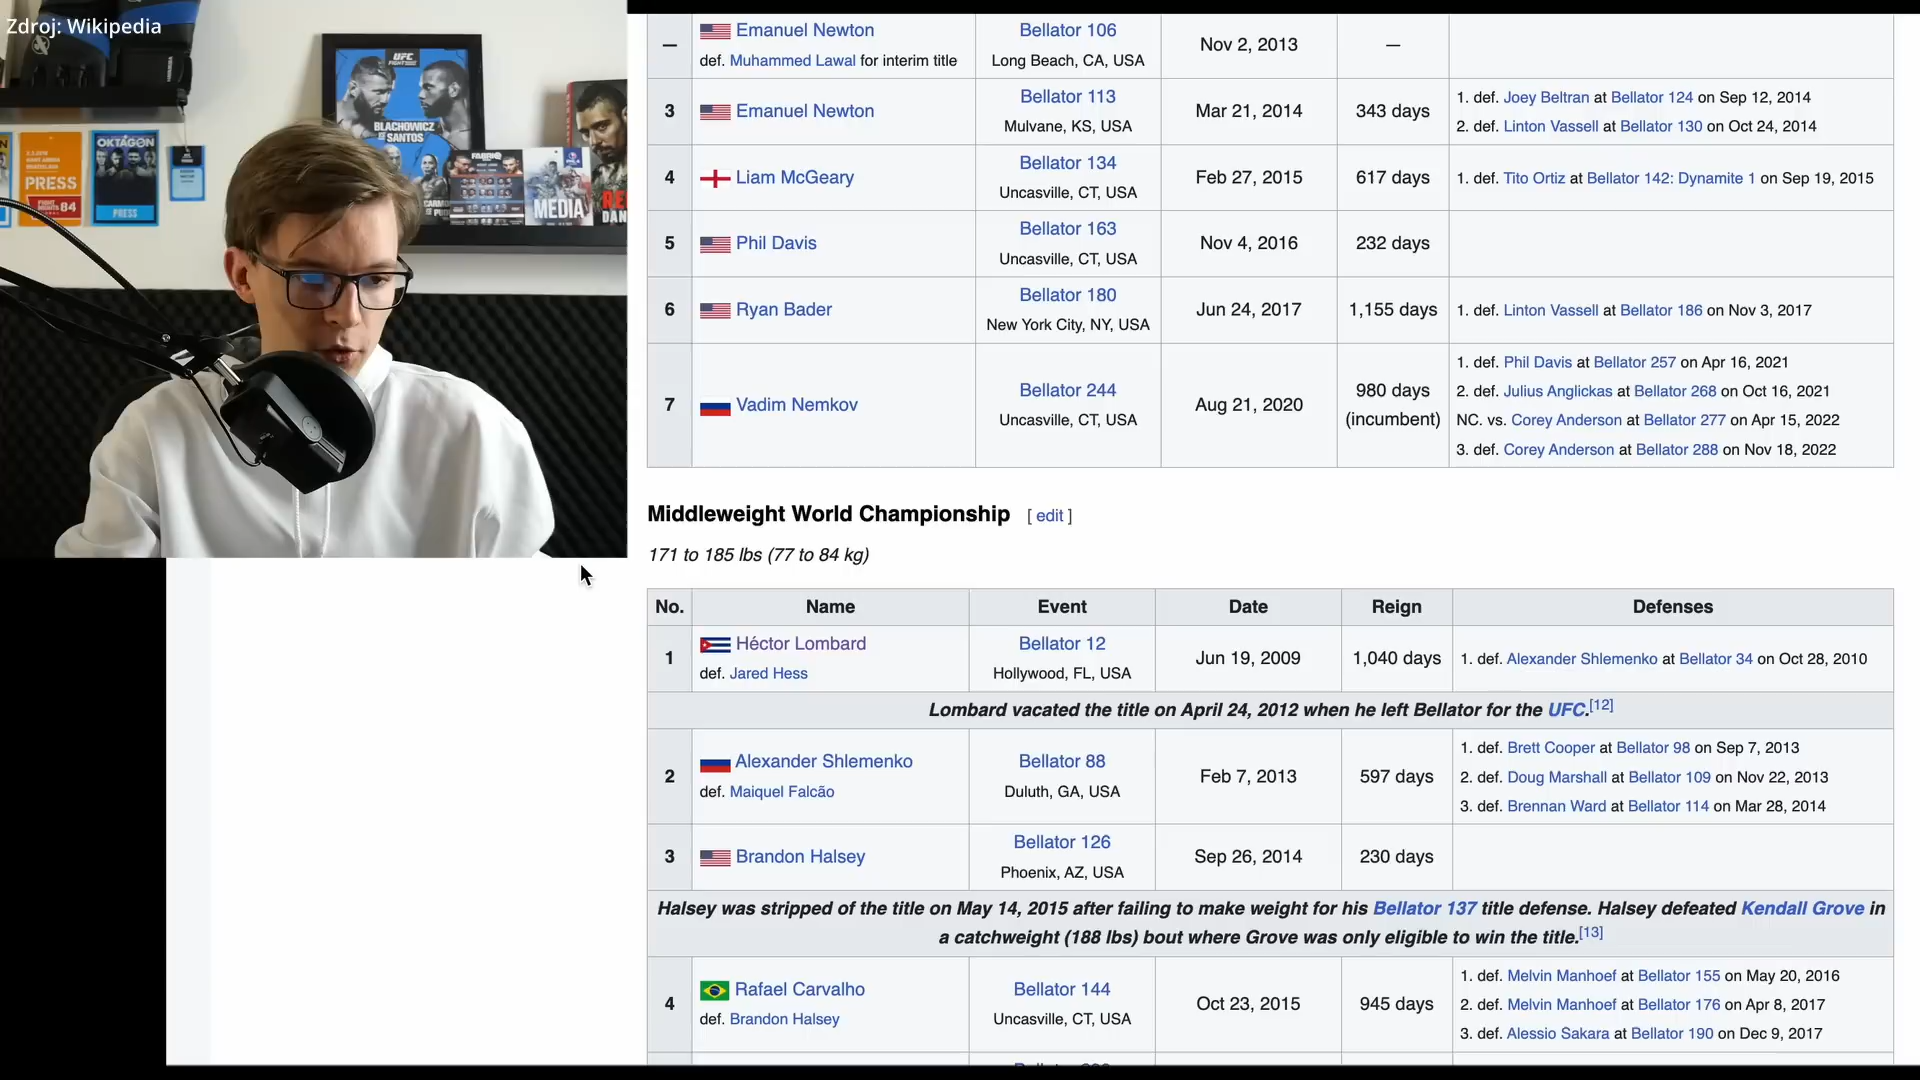 Zdroj: Wikipedia
UFC
BLACHOWICZ
SANTOS
OKTAGON
PRESS
PRESS
84
FABRIQ
MEDIA
DAN
— Emanuel Newton Bellator 106 Nov 2, 2013 —
def. Muhammed Lawal for interim title Long Beach, CA, USA
3 Emanuel Newton Bellator 113 Mar 21, 2014 343 days 1. def. Joey Beltran at Bellator 124 on Sep 12, 2014
Mulvane, KS, USA 2. def. Linton Vassell at Bellator 130 on Oct 24, 2014
4 Liam McGeary Bellator 134 Feb 27, 2015 617 days 1. def. Tito Ortiz at Bellator 142: Dynamite 1 on Sep 19, 2015
Uncasville, CT, USA
5 Phil Davis Bellator 163 Nov 4, 2016 232 days
Uncasville, CT, USA
6 Ryan Bader Bellator 180 Jun 24, 2017 1,155 days 1. def. Linton Vassell at Bellator 186 on Nov 3, 2017
New York City, NY, USA
1. def. Phil Davis at Bellator 257 on Apr 16, 2021
7 Vadim Nemkov Bellator 244 Aug 21, 2020 980 days 2. def. Julius Anglickas at Bellator 268 on Oct 16, 2021
Uncasville, CT, USA (incumbent) NC. vs. Corey Anderson at Bellator 277 on Apr 15, 2022
3. def. Corey Anderson at Bellator 288 on Nov 18, 2022
Middleweight World Championship [ edit ]
171 to 185 lbs (77 to 84 kg)
No. Name Event Date Reign Defenses
1 Héctor Lombard Bellator 12 Jun 19, 2009 1,040 days 1. def. Alexander Shlemenko at Bellator 34 on Oct 28, 2010
def. Jared Hess Hollywood, FL, USA
Lombard vacated the title on April 24, 2012 when he left Bellator for the UFC.[12]
2 Alexander Shlemenko Bellator 88 Feb 7, 2013 597 days 1. def. Brett Cooper at Bellator 98 on Sep 7, 2013
def. Maiquel Falcão Duluth, GA, USA 2. def. Doug Marshall at Bellator 109 on Nov 22, 2013
3. def. Brennan Ward at Bellator 114 on Mar 28, 2014
3 Brandon Halsey Bellator 126 Sep 26, 2014 230 days
Phoenix, AZ, USA
Halsey was stripped of the title on May 14, 2015 after failing to make weight for his Bellator 137 title defense. Halsey defeated Kendall Grove in
a catchweight (188 lbs) bout where Grove was only eligible to win the title.[13]
4 Rafael Carvalho Bellator 144 Oct 23, 2015 945 days 1. def. Melvin Manhoef at Bellator 155 on May 20, 2016
def. Brandon Halsey Uncasville, CT, USA 2. def. Melvin Manhoef at Bellator 176 on Apr 8, 2017
3. def. Alessio Sakara at Bellator 190 on Dec 9, 2017